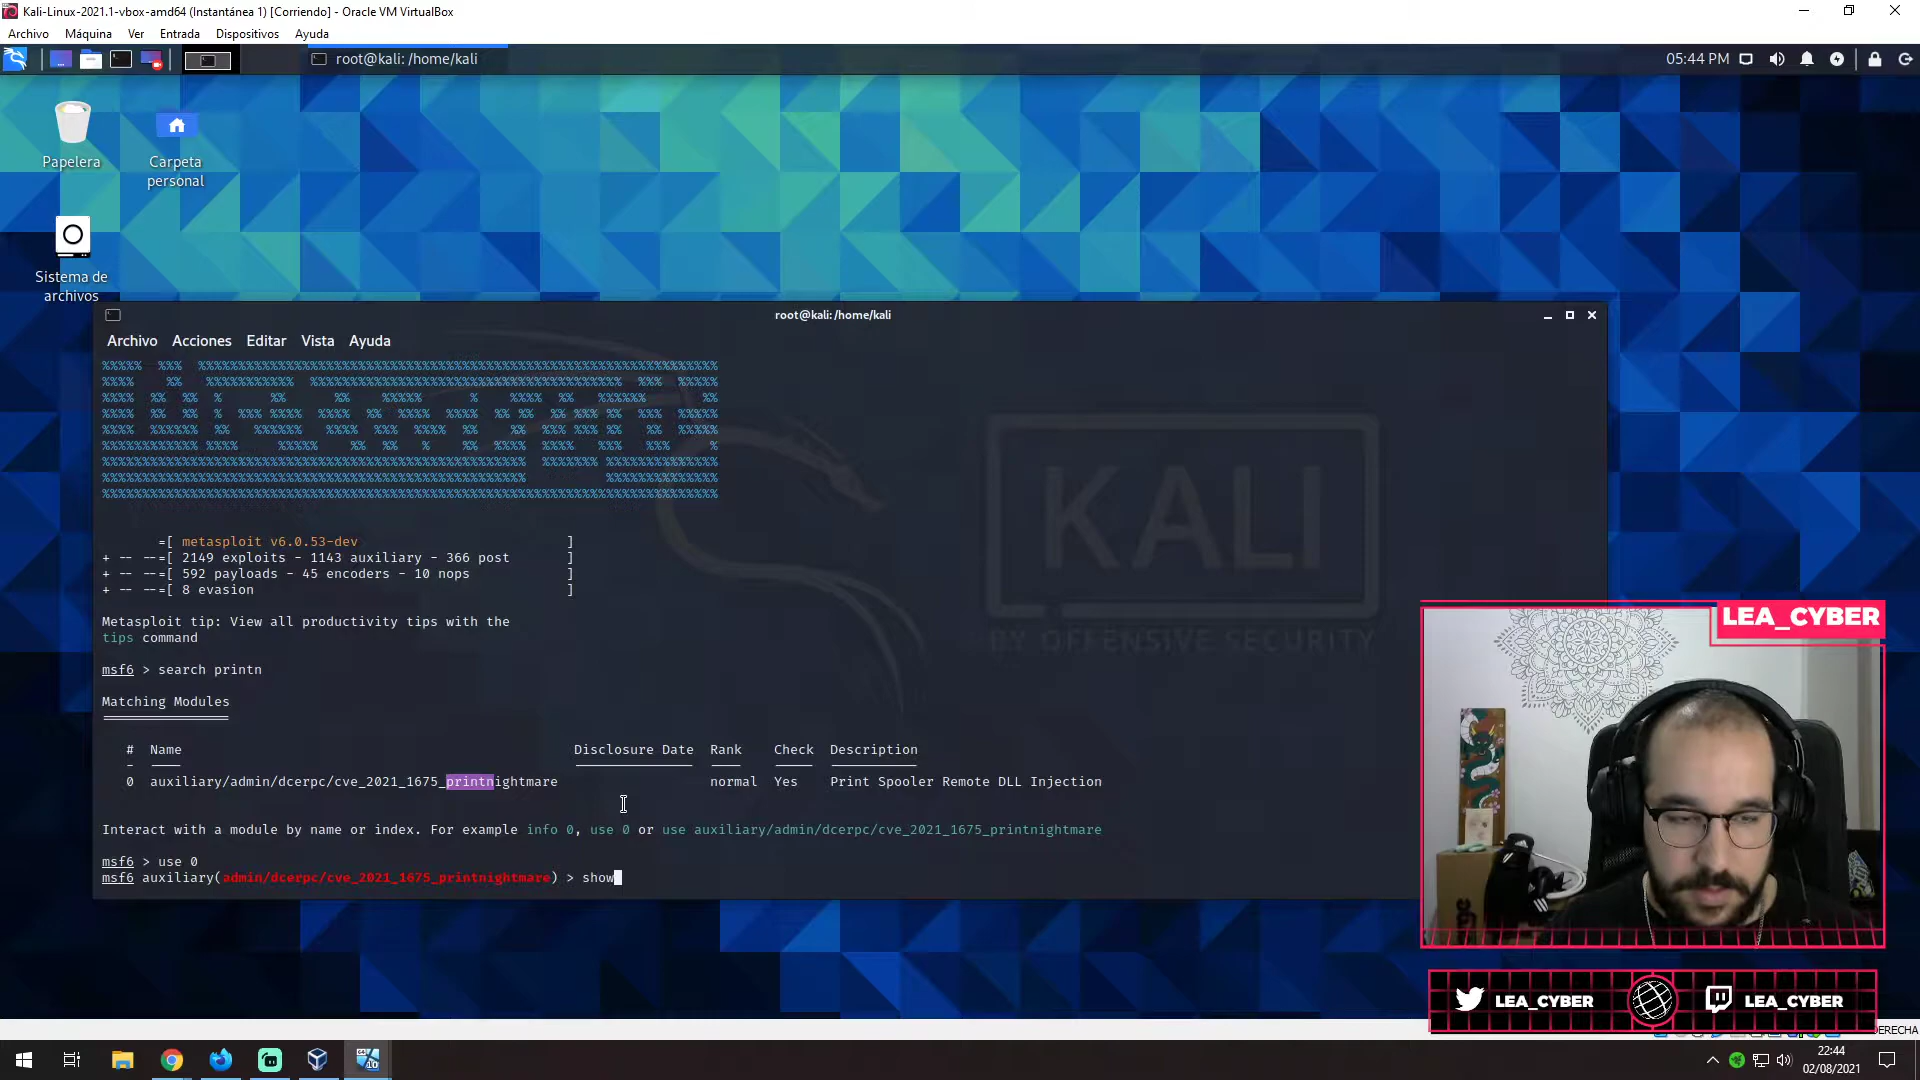 Kali-Linux-2021.1-vbox-amd64 (Instantánea 1) [Corriendo] - Oracle VM VirtualBox
Archivo Máquina Ver Entrada Dispositivos Ayuda
root@kali: /home/kali
05:44 PM
Papelera
Carpeta personal
Sistema de archivos
root@kali: /home/kali
Archivo Acciones Editar Vista Ayuda
KALI
BY OFFENSIVE SECURITY
=[ metasploit v6.0.53-dev ]
+ -- --=[ 2149 exploits - 1143 auxiliary - 366 post ]
+ -- --=[ 592 payloads - 45 encoders - 10 nops ]
+ -- --=[ 8 evasion ]
Metasploit tip: View all productivity tips with the
tips command
msf6 > search printn
Matching Modules
# Name Disclosure Date Rank Check Description
- ---- --------------- ---- ----- -----------
0 auxiliary/admin/dcerpc/cve_2021_1675_printnightmare normal Yes Print Spooler Remote DLL Injection
Interact with a module by name or index. For example info 0, use 0 or use auxiliary/admin/dcerpc/cve_2021_1675_printnightmare
msf6 > use 0
msf6 auxiliary(admin/dcerpc/cve_2021_1675_printnightmare) > show
LEA_CYBER
LEA_CYBER
LEA_CYBER
DERECHA
22:44
02/08/2021